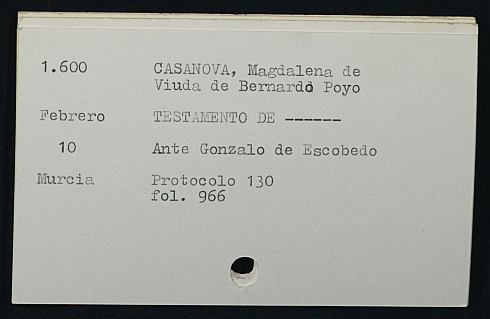 1.600 CASANOVA, Magdalena de
Viuda de Bernardo Poyo
Febrero TESTAMENTO DE ------
10 Ante Gonzalo de Escobedo
Murcia Protocolo 130
fol. 966